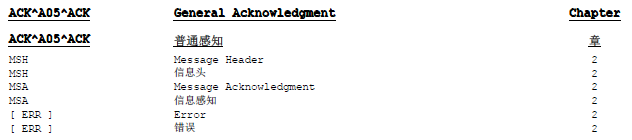 ACK^A05^ACK General Acknowledgment Chapter
ACK^A05^ACK 普通感知 章
MSH Message Header 2
MSH 信息头 2
MSA Message Acknowledgment 2
MSA 信息感知 2
[ ERR ] Error 2
[ ERR ] 错误 2